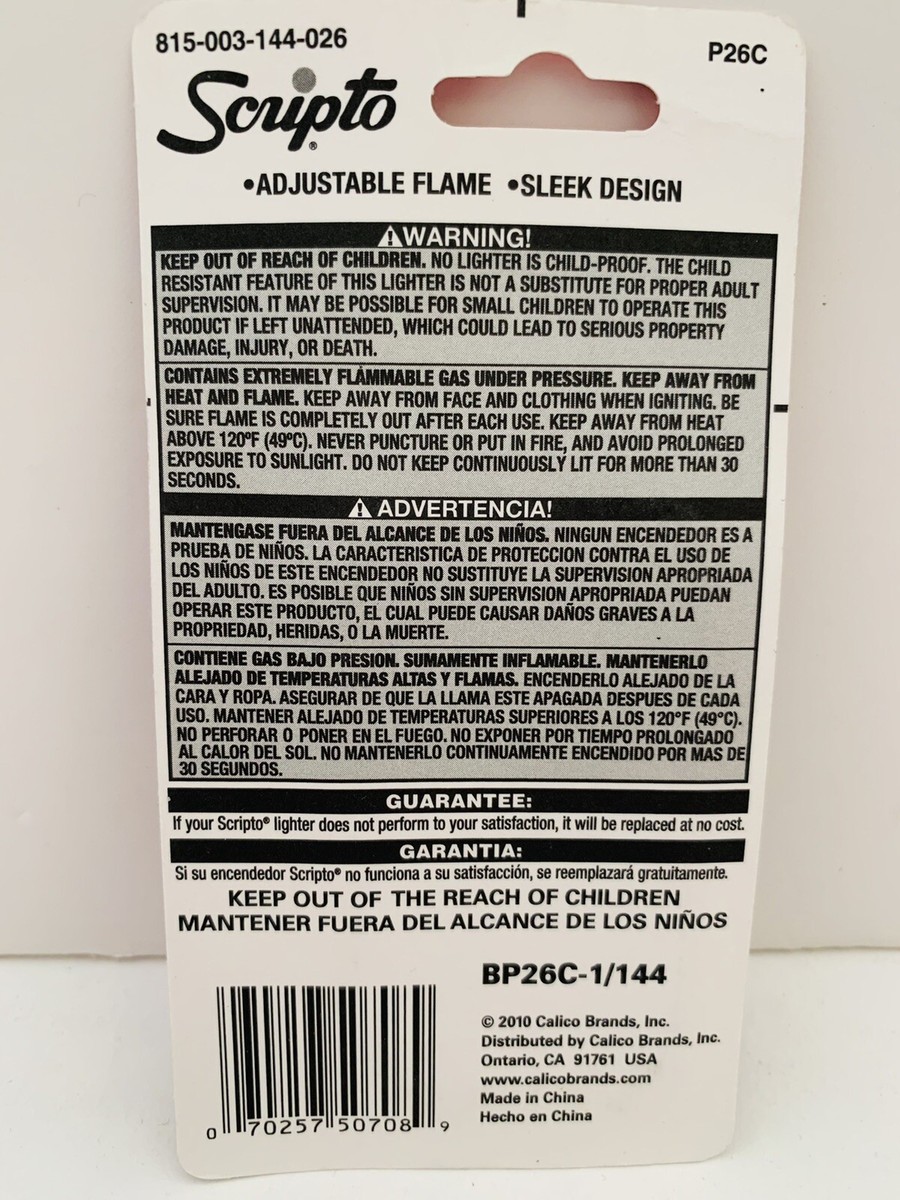 815-003-144-026
P26C
Scripto®
•ADJUSTABLE FLAME •SLEEK DESIGN
⚠WARNING!
KEEP OUT OF REACH OF CHILDREN. NO LIGHTER IS CHILD-PROOF. THE CHILD
RESISTANT FEATURE OF THIS LIGHTER IS NOT A SUBSTITUTE FOR PROPER ADULT
SUPERVISION. IT MAY BE POSSIBLE FOR SMALL CHILDREN TO OPERATE THIS
PRODUCT IF LEFT UNATTENDED, WHICH COULD LEAD TO SERIOUS PROPERTY
DAMAGE, INJURY, OR DEATH.
CONTAINS EXTREMELY FLAMMABLE GAS UNDER PRESSURE. KEEP AWAY FROM
HEAT AND FLAME. KEEP AWAY FROM FACE AND CLOTHING WHEN IGNITING. BE
SURE FLAME IS COMPLETELY OUT AFTER EACH USE. KEEP AWAY FROM HEAT
ABOVE 120ºF (49ºC). NEVER PUNCTURE OR PUT IN FIRE, AND AVOID PROLONGED
EXPOSURE TO SUNLIGHT. DO NOT KEEP CONTINUOUSLY LIT FOR MORE THAN 30
SECONDS.
⚠ ADVERTENCIA!
MANTENGASE FUERA DEL ALCANCE DE LOS NIÑOS. NINGUN ENCENDEDOR ES A
PRUEBA DE NIÑOS. LA CARACTERISTICA DE PROTECCION CONTRA EL USO DE
LOS NIÑOS DE ESTE ENCENDEDOR NO SUSTITUYE LA SUPERVISION APROPRIADA
DEL ADULTO. ES POSIBLE QUE NIÑOS SIN SUPERVISION APROPRIADA PUEDAN
OPERAR ESTE PRODUCTO, EL CUAL PUEDE CAUSAR DAÑOS GRAVES A LA
PROPRIEDAD, HERIDAS, O LA MUERTE.
CONTIENE GAS BAJO PRESION. SUMAMENTE INFLAMABLE. MANTENERLO
ALEJADO DE TEMPERATURAS ALTAS Y FLAMAS. ENCENDERLO ALEJADO DE LA
CARA Y ROPA. ASEGURAR DE QUE LA LLAMA ESTE APAGADA DESPUES DE CADA
USO. MANTENER ALEJADO DE TEMPERATURAS SUPERIORES A LOS 120°F (49°C).
NO PERFORAR O PONER EN EL FUEGO. NO EXPONER POR TIEMPO PROLONGADO
AL CALOR DEL SOL. NO MANTENERLO CONTINUAMENTE ENCENDIDO POR MAS DE
30 SEGUNDOS.
GUARANTEE:
If your Scripto® lighter does not perform to your satisfaction, it will be replaced at no cost.
GARANTIA:
Si su encendedor Scripto® no funciona a su satisfacción, se reemplazará gratuitamente.
KEEP OUT OF THE REACH OF CHILDREN
MANTENER FUERA DEL ALCANCE DE LOS NIÑOS
BP26C-1/144
© 2010 Calico Brands, Inc.
Distributed by Calico Brands, Inc.
Ontario, CA 91761 USA
www.calicobrands.com
Made in China
Hecho en China
0 70257 50708 9